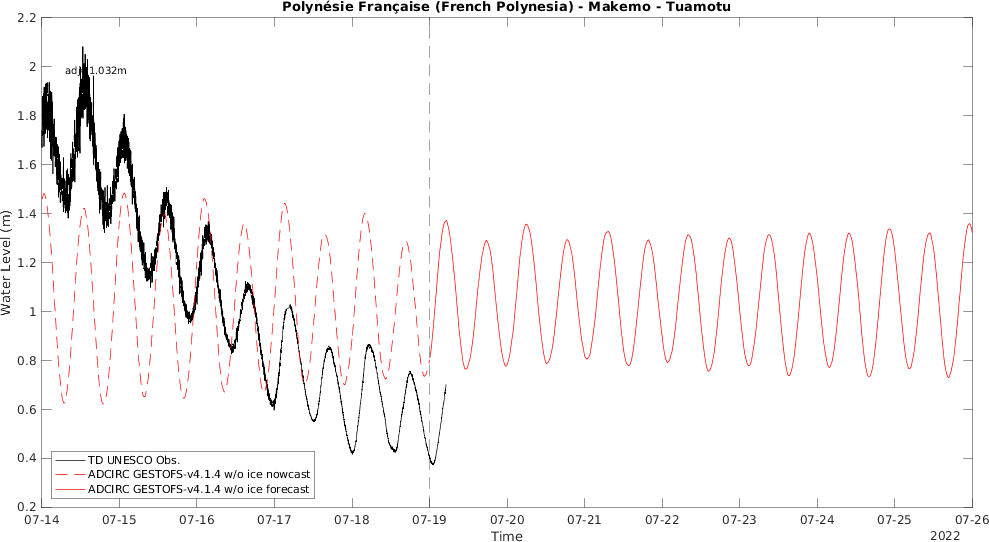 Polynésie Française (French Polynesia) - Makemo - Tuamotu
2.2
2
1.8
1.6
1.4
1.2
1
0.8
0.6
0.4
0.2
Water Level (m)
1.032m
TD UNESCO Obs.
ADCIRC GESTOFS-v4.1.4 w/o ice nowcast
ADCIRC GESTOFS-v4.1.4 w/o ice forecast
07-14 07-15 07-16 07-17 07-18 07-19 07-20 07-21 07-22 07-23 07-24 07-25 07-26
Time
2022